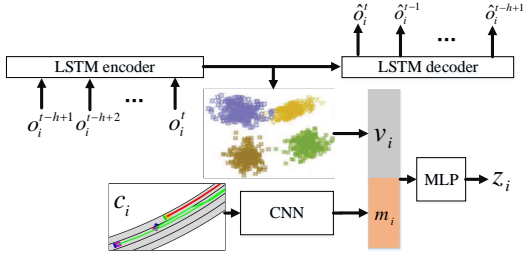 ô_i^t ô_i^{t-1} ... ô_i^{t-h+1}
LSTM encoder LSTM decoder
o_i^{t-h+1} o_i^{t-h+2} ... o_i^t
v_i
c_i CNN m_i MLP z_i